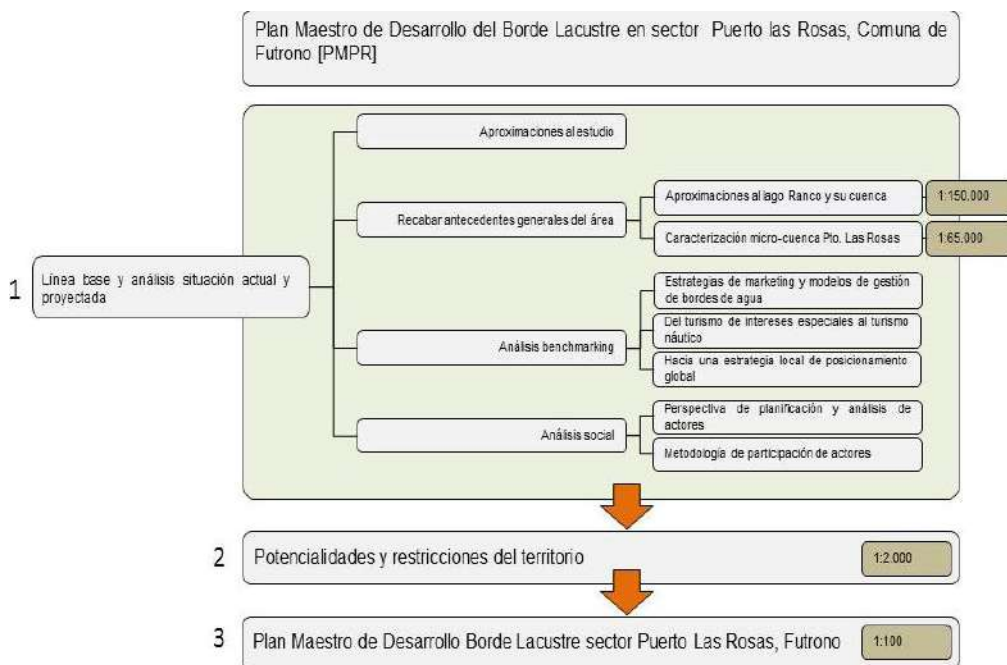 Plan Maestro de Desarrollo del Borde Lacustre en sector Puerto las Rosas, Comuna de
Futrono [PMPR]
Aproximaciones al estudio
Recabar antecedentes generales del área
Aproximaciones al lago Ranco y su cuenca
1:150.000
Caracterización micro-cuenca Pto. Las Rosas
1:65.000
1
Línea base y análisis situación actual y
proyectada
Análisis benchmarking
Estrategias de marketing y modelos de gestión
de bordes de agua
Del turismo de intereses especiales al turismo
náutico
Hacia una estrategia local de posicionamiento
global
Análisis social
Perspectiva de planificación y análisis de
actores
Metodología de participación de actores
2
Potencialidades y restricciones del territorio
1:2.000
3
Plan Maestro de Desarrollo Borde Lacustre sector Puerto Las Rosas, Futrono
1:100